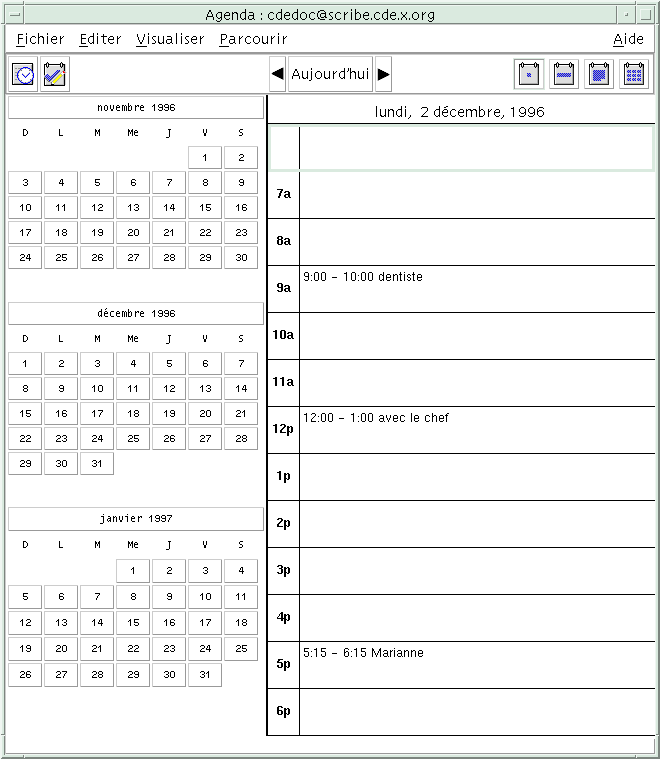 Agenda : cdedoc@scribe.cde.x.org
Fichier Editer Visualiser Parcourir Aide
Aujourd'hui
novembre 1996
D L M Me J V S
1 2
3 4 5 6 7 8 9
10 11 12 13 14 15 16
17 18 19 20 21 22 23
24 25 26 27 28 29 30
décembre 1996
D L M Me J V S
1 2 3 4 5 6 7
8 9 10 11 12 13 14
15 16 17 18 19 20 21
22 23 24 25 26 27 28
29 30 31
janvier 1997
D L M Me J V S
1 2 3 4
5 6 7 8 9 10 11
12 13 14 15 16 17 18
19 20 21 22 23 24 25
26 27 28 29 30 31
lundi, 2 décembre, 1996
7a
8a
9a 9:00 - 10:00 dentiste
10a
11a
12p 12:00 - 1:00 avec le chef
1p
2p
3p
4p
5p 5:15 - 6:15 Marianne
6p